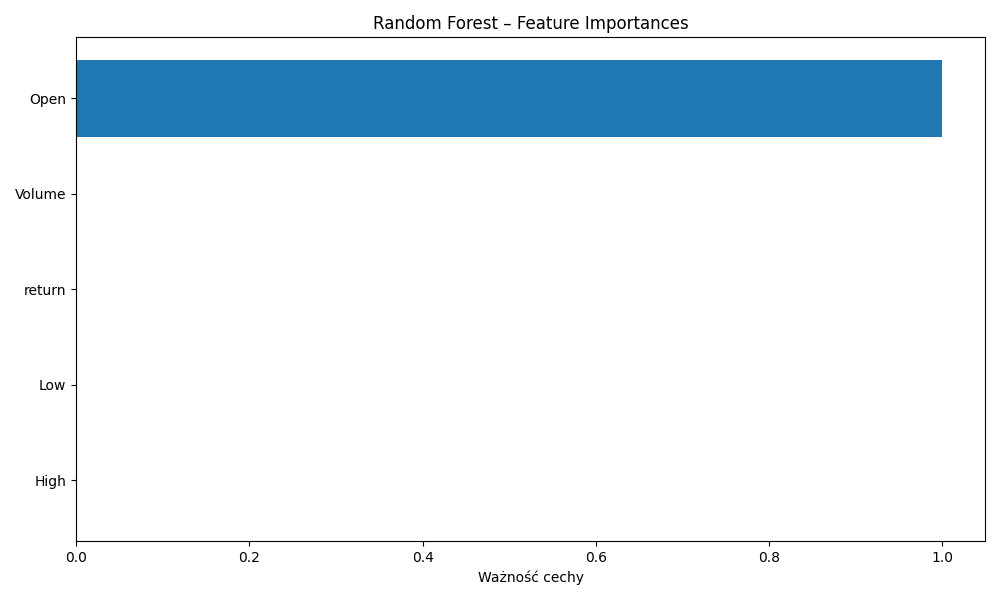 Random Forest – Feature Importances
Open
Volume
return
Low
High
0.0 0.2 0.4 0.6 0.8 1.0
Ważność cechy